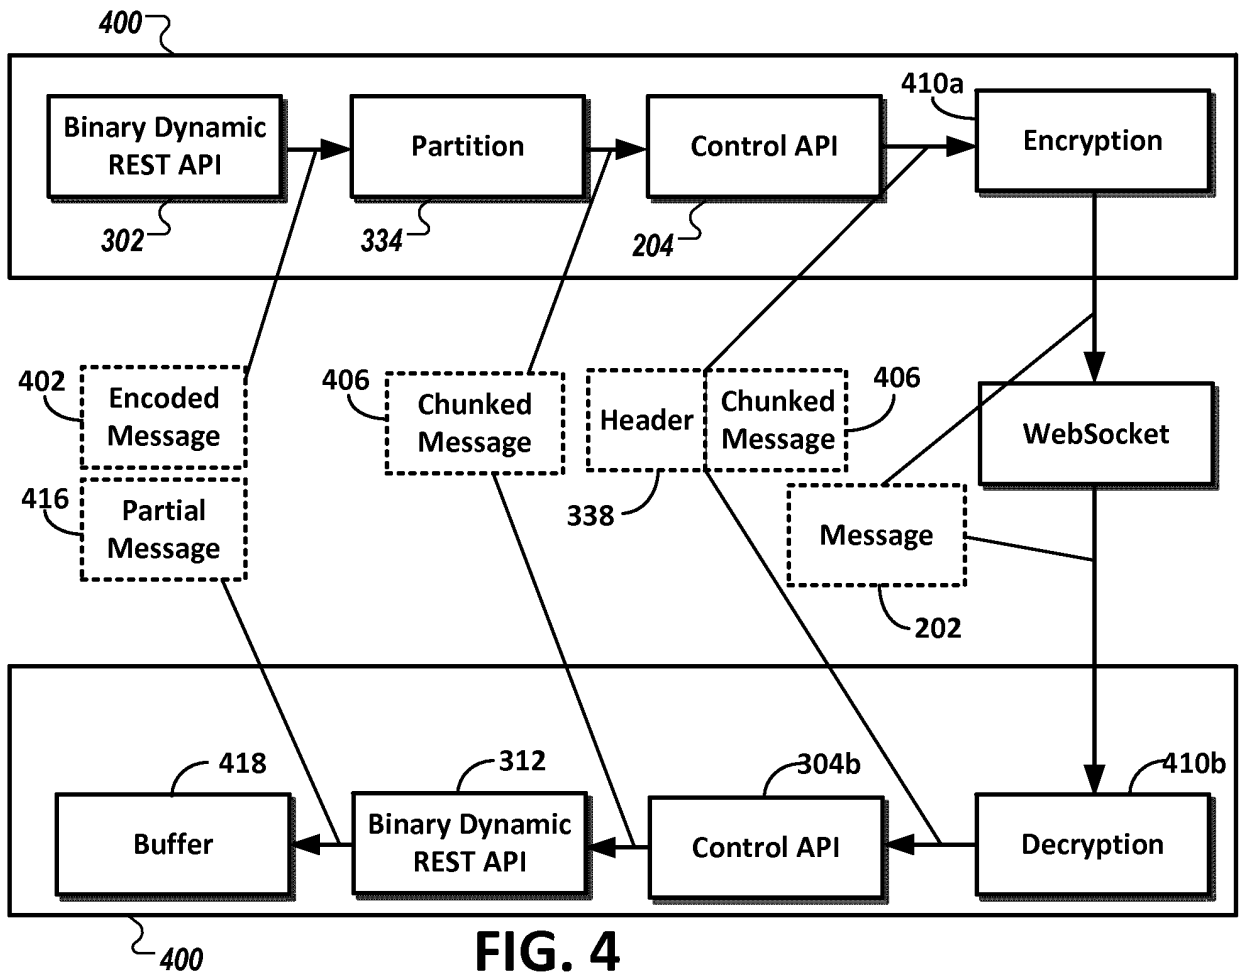 400
410a
Binary Dynamic
REST API
Partition
Control API
Encryption
302
334
204
402
Encoded
Message
406
Chunked
Message
Header
Chunked
Message
406
WebSocket
416
Partial
Message
338
Message
202
418
312
304b
410b
Buffer
Binary Dynamic
REST API
Control API
Decryption
400
FIG. 4